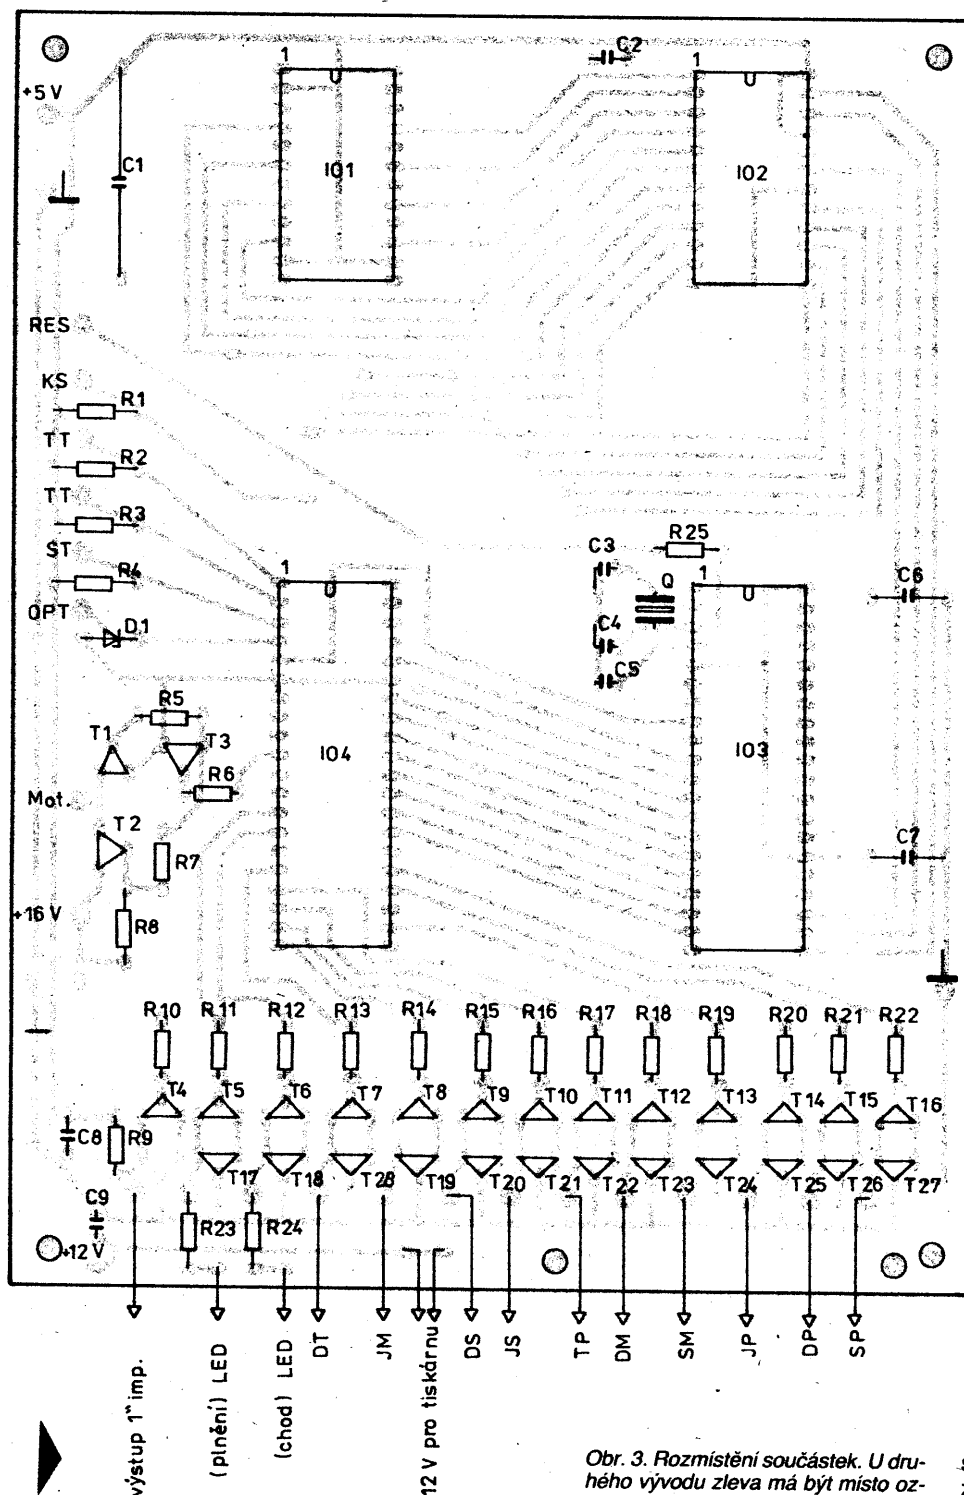 C2
1
U
1
U
+5V
C1
IO1
IO2
RES
KS
R1
TT
R2
TT
R3
ST
R4
OPT
D1
1
U
C3
R25
Q
1
U
C4
C5
C6
R5
T1
T3
R6
IO4
IO3
Mot.
T2
R7
C7
+16V
R8
R10 R11 R12 R13 R14 R15 R16 R17 R18 R19 R20 R21 R22
T4 T5 T6 T7 T8 T9 T10 T11 T12 T13 T14 T15 T16
C8 R9
T17 T18 T28 T19 T20 T21 T22 T23 T24 T25 T26 T27
C9
R23 R24
+12V
výstup 1" imp.
(plnění) LED
(chod) LED
DT
JM
12 V pro tiskárnu
DS
JS
TP
DM
SM
JP
DP
SP
Obr. 3. Rozmístění součástek. U dru-
hého vývodu zleva má být místo oz-